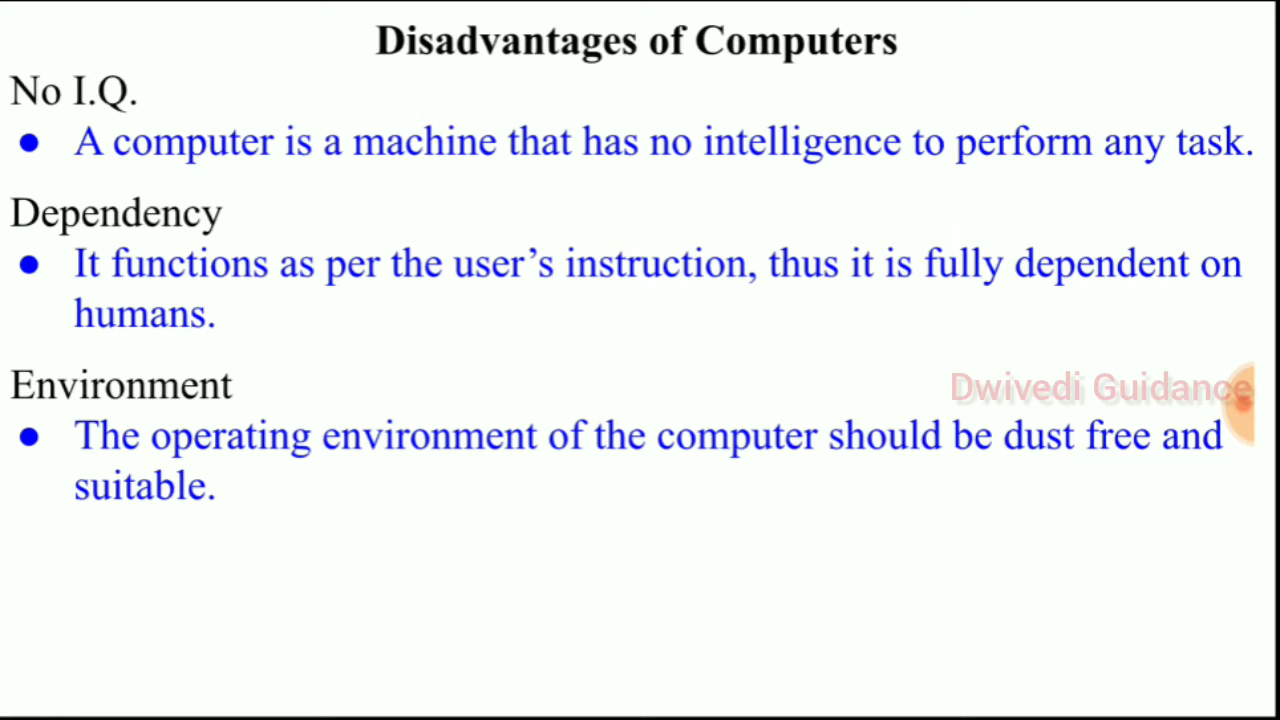 Disadvantages of Computers
No I.Q.
● A computer is a machine that has no intelligence to perform any task.
Dependency
● It functions as per the user’s instruction, thus it is fully dependent on
humans.
Environment
Dwivedi Guidance
● The operating environment of the computer should be dust free and
suitable.